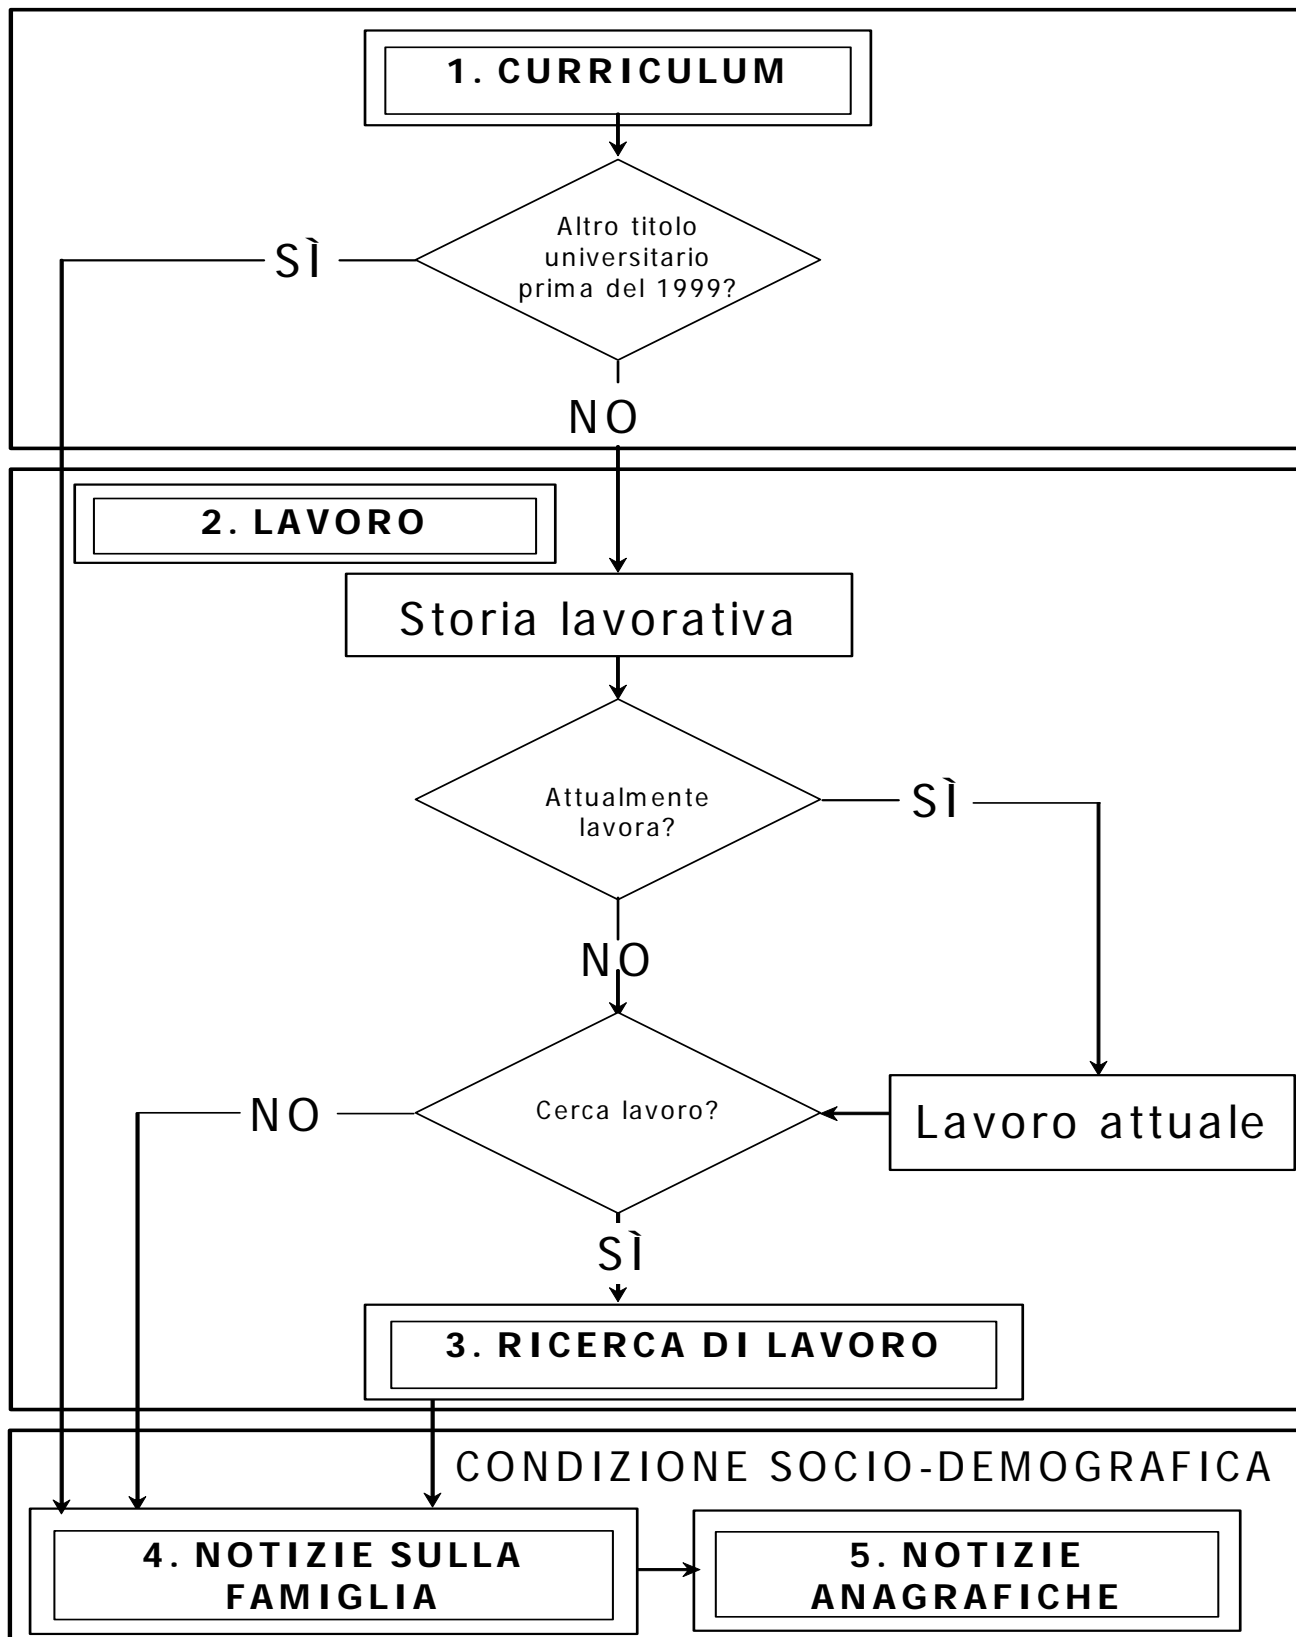 1. CURRICULUM
Altro titolo
universitario
prima del 1999?
SÌ
NO
2. LAVORO
Storia lavorativa
Attualmente
lavora?
SÌ
NO
Cerca lavoro?
NO
Lavoro attuale
SÌ
3. RICERCA DI LAVORO
CONDIZIONE SOCIO-DEMOGRAFICA
4. NOTIZIE SULLA
FAMIGLIA
5. NOTIZIE
ANAGRAFICHE